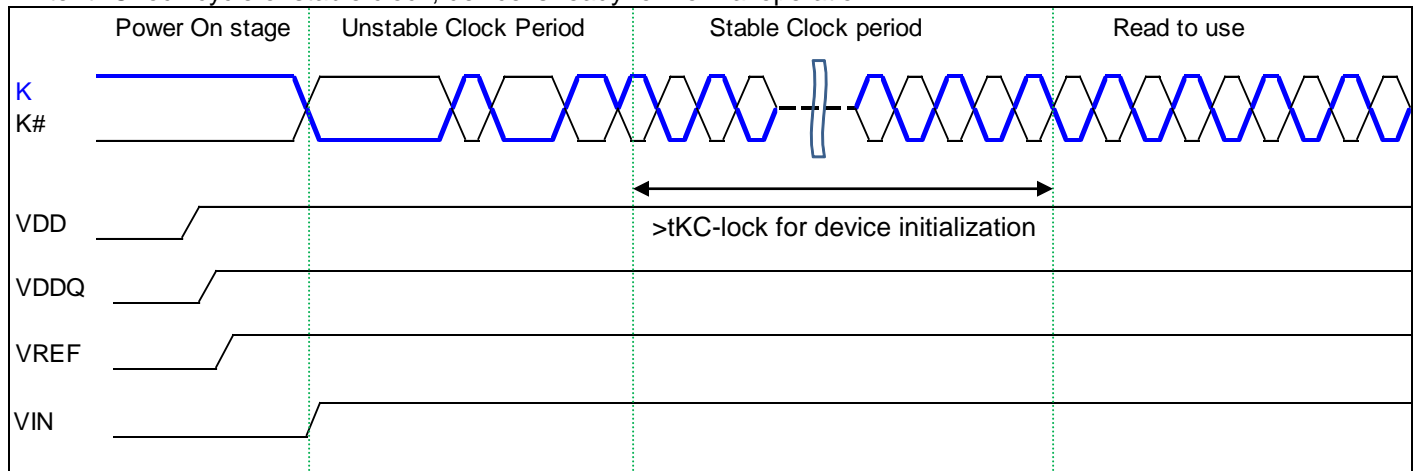 Power On stage Unstable Clock Period Stable Clock period Read to use
K
K#
VDD
>tKC-lock for device initialization
VDDQ
VREF
VIN